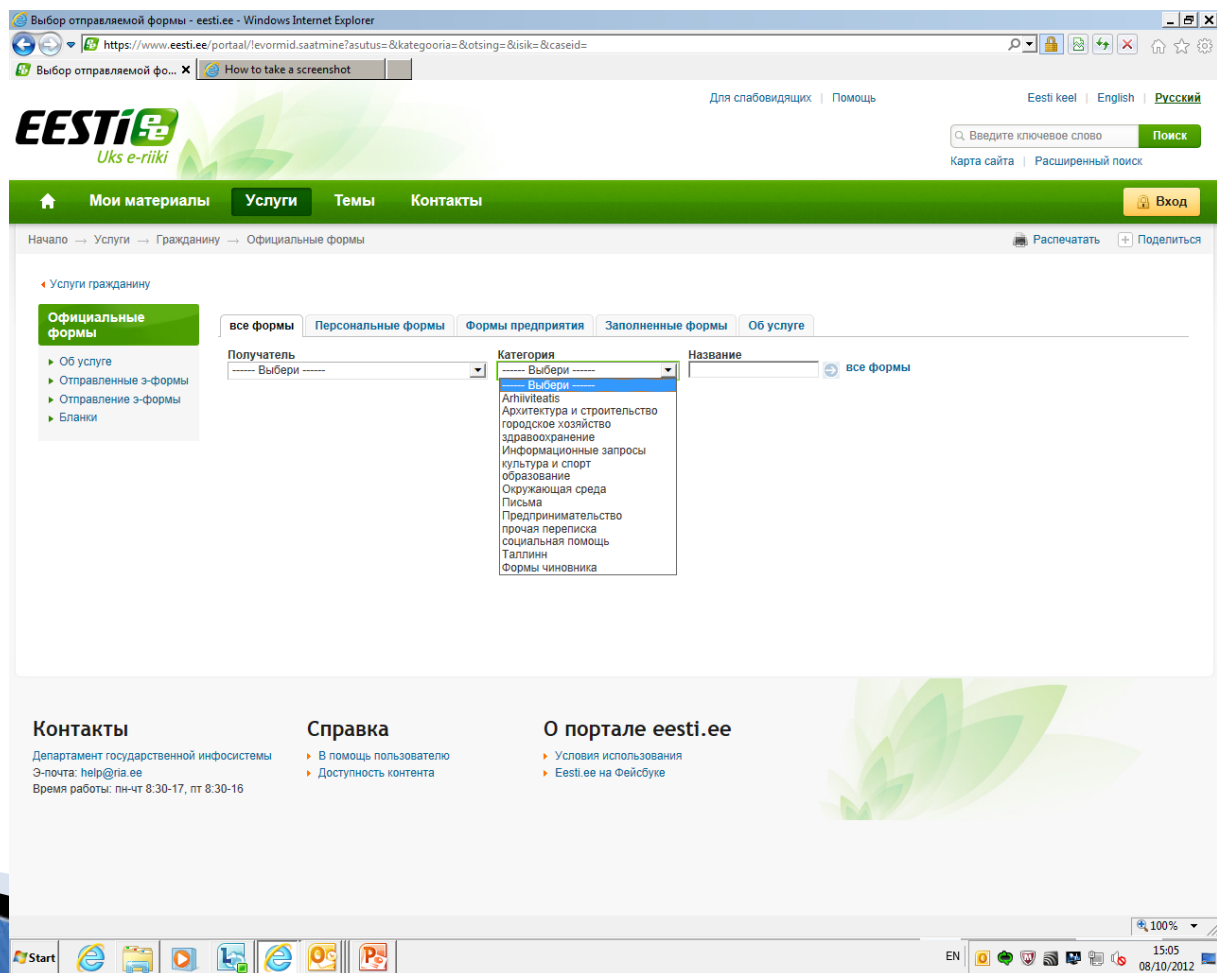 Выбор отправляемой формы - eesti.ee - Windows Internet Explorer
https://www.eesti.ee/portaal/!evormid.saatmine?asutus=&kategooria=&otsing=&isik=&caseid=
Выбор отправляемой фо... How to take a screenshot
Для слабовидящих | Помощь Eesti keel | English | Русский
EESTi.ee
Uks e-riiki
Введите ключевое слово Поиск
Карта сайта | Расширенный поиск
Мои материалы Услуги Темы Контакты Вход
Начало → Услуги → Гражданину → Официальные формы Распечатать Поделиться
Услуги гражданину
Официальные
формы
Об услуге
Отправленные э-формы
Отправление э-формы
Бланки
все формы Персональные формы Формы предприятия Заполненные формы Об услуге
Получатель Категория Название
------ Выбери ------ ------ Выбери ------ все формы
------ Выбери ------
Arhiiviteatis
Архитектура и строительство
городское хозяйство
здравоохранение
Информационные запросы
культура и спорт
образование
Окружающая среда
Письма
Предпринимательство
прочая переписка
социальная помощь
Таллинн
Формы чиновника
Контакты
Департамент государственной инфосистемы
Э-почта: help@ria.ee
Время работы: пн-чт 8:30-17, пт 8:30-16
Справка
В помощь пользователю
Доступность контента
О портале eesti.ee
Условия использования
Eesti.ee на Фейсбуке
100%
Start EN 15:05
08/10/2012